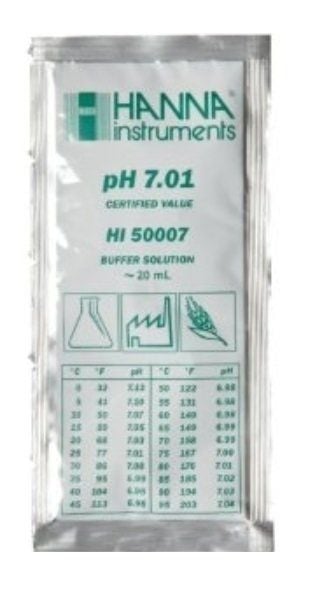 HANNA
instruments
pH 7.01
CERTIFIED VALUE
HI 50007
BUFFER SOLUTION
~ 20 mL
°C °F pH °C °F pH
0 32 7.13 50 122 6.98
5 41 7.10 55 131 6.98
10 50 7.07 60 140 6.98
15 59 7.05 65 149 6.99
20 68 7.03 70 158 6.99
25 77 7.01 75 167 7.00
30 86 7.00 80 176 7.01
35 95 6.99 85 185 7.02
40 104 6.98 90 194 7.03
45 113 6.98 95 203 7.04